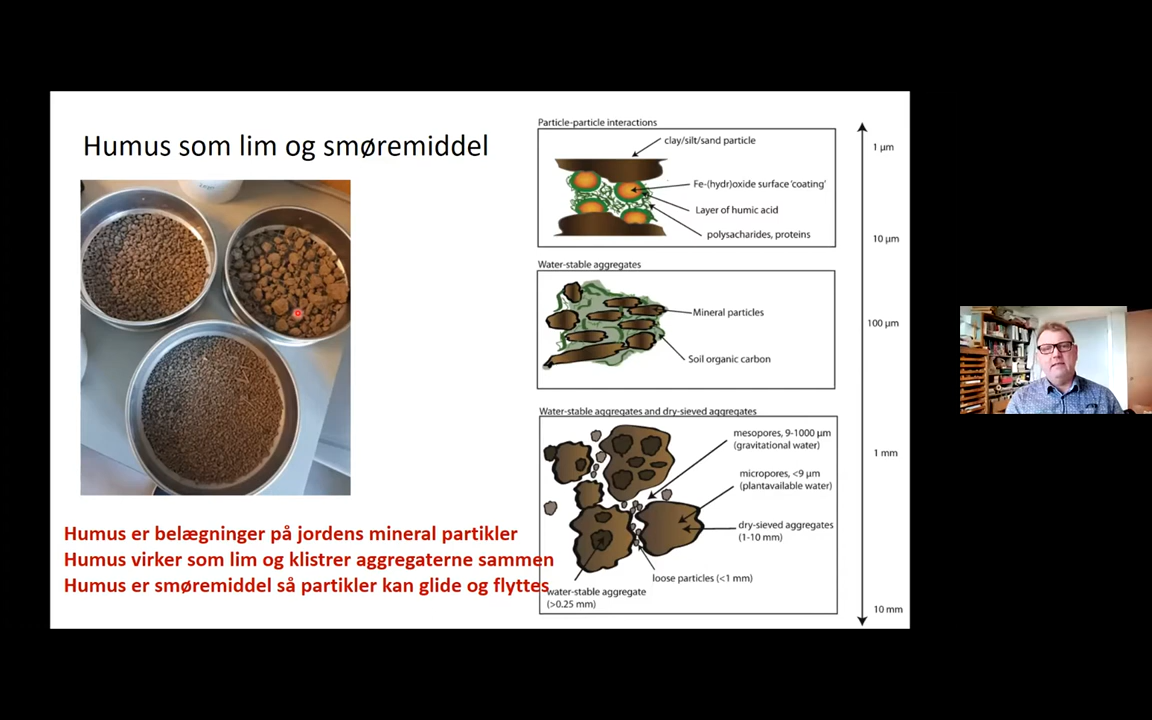 Humus som lim og smøremiddel
Humus er belægninger på jordens mineral partikler
Humus virker som lim og klistrer aggregaterne sammen
Humus er smøremiddel så partikler kan glide og flyttes
Particle-particle interactions
clay/silt/sand particle
Fe-(hydr)oxide surface 'coating'
Layer of humic acid
polysacharides, proteins
Water-stable aggregates
Mineral particles
Soil organic carbon
Water-stable aggregates and dry-sieved aggregates
mesopores, 9-1000 µm
(gravitational water)
micropores, <9 µm
(plantavailable water)
dry-sieved aggregates
(1-10 mm)
loose particles (<1 mm)
water-stable aggregate
(>0.25 mm)
1 µm
10 µm
100 µm
1 mm
10 mm